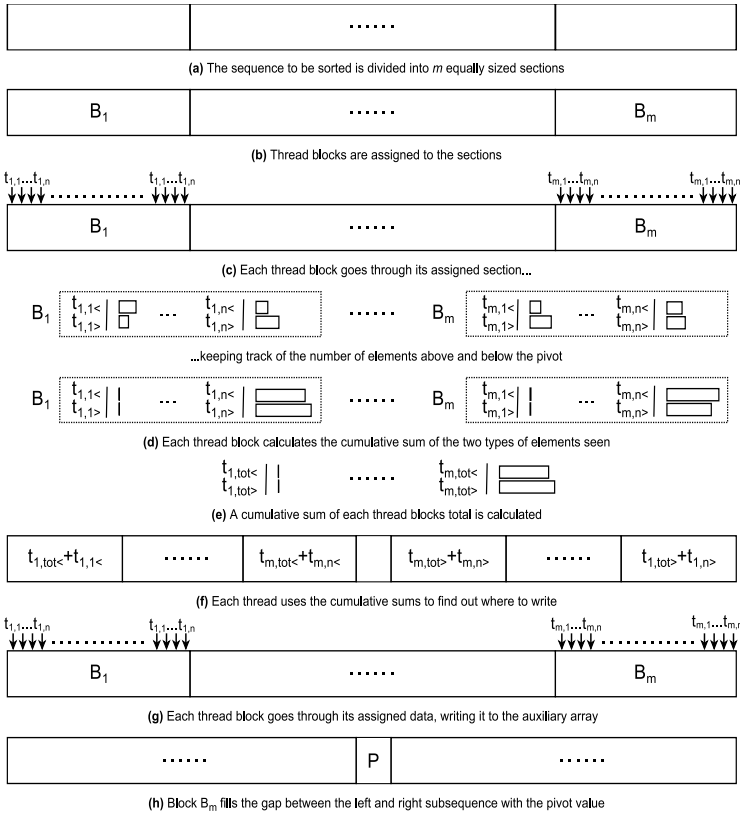 ......
(a) The sequence to be sorted is divided into m equally sized sections
B1 ...... Bm
(b) Thread blocks are assigned to the sections
t1,1...t1,n t1,1...t1,n tm,1...tm,n tm,1...tm,n
B1 ...... Bm
(c) Each thread block goes through its assigned section...
B1 t1,1< ... t1,n< ...... Bm tm,1< ... tm,n<
t1,1> t1,n> tm,1> tm,n>
...keeping track of the number of elements above and below the pivot
B1 t1,1< ... t1,n< ...... Bm tm,1< ... tm,n<
t1,1> t1,n> tm,1> tm,n>
(d) Each thread block calculates the cumulative sum of the two types of elements seen
t1,tot< ...... tm,tot<
t1,tot> tm,tot>
(e) A cumulative sum of each thread blocks total is calculated
t1,tot<+t1,1< ...... tm,tot<+tm,n< tm,tot>+tm,n> ...... t1,tot>+t1,n>
(f) Each thread uses the cumulative sums to find out where to write
t1,1...t1,n t1,1...t1,n tm,1...tm,n tm,1...tm,n
B1 ...... Bm
(g) Each thread block goes through its assigned data, writing it to the auxiliary array
...... P ......
(h) Block Bm fills the gap between the left and right subsequence with the pivot value